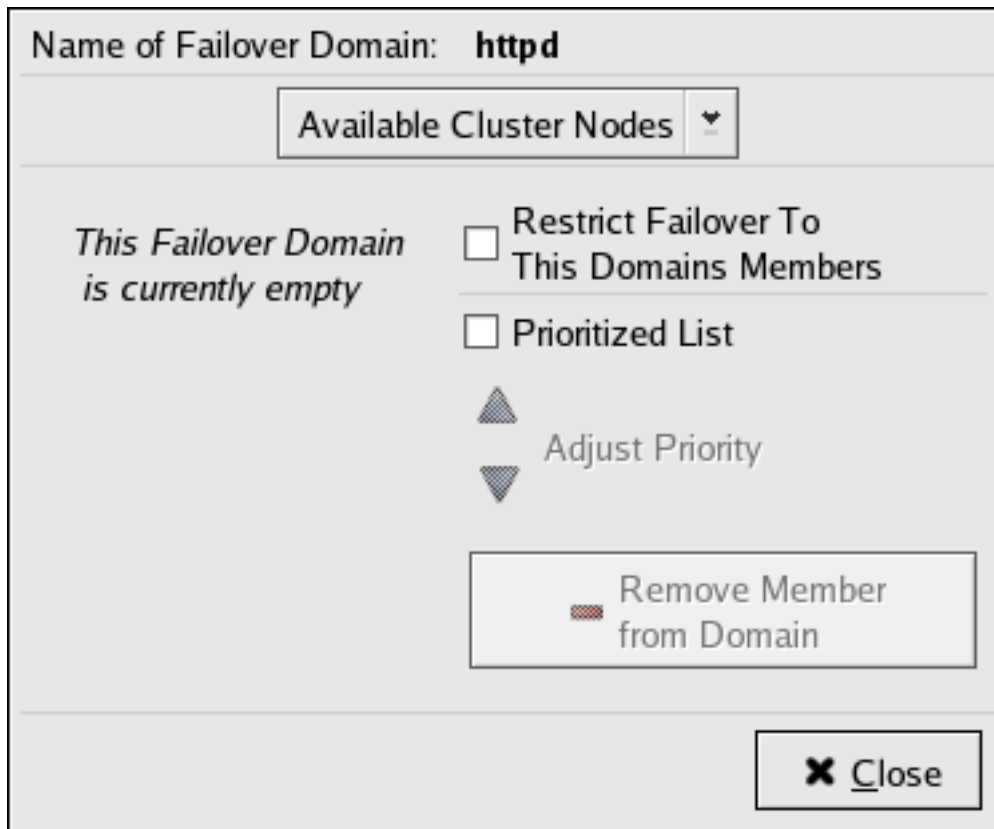 Name of Failover Domain: httpd
Available Cluster Nodes
This Failover Domain
is currently empty
Restrict Failover To
This Domains Members
Prioritized List
Adjust Priority
Remove Member
from Domain
Close